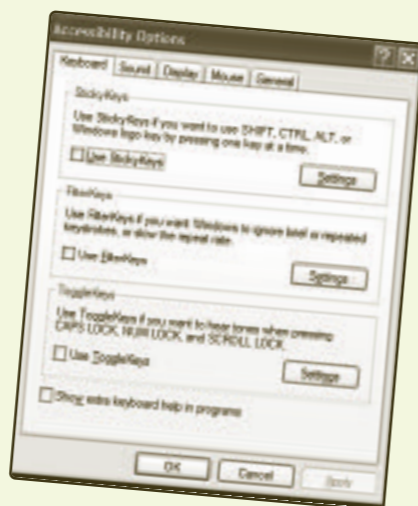 Accessibility Options
Keyboard Sound Display Mouse General
StickyKeys
Use StickyKeys if you want to use SHIFT, CTRL, ALT, or
Windows logo key by pressing one key at a time.
Use StickyKeys
Settings
FilterKeys
Use FilterKeys if you want Windows to ignore brief or repeated
keystrokes, or slow the repeat rate.
Use FilterKeys
Settings
ToggleKeys
Use ToggleKeys if you want to hear tones when pressing
CAPS LOCK, NUM LOCK, and SCROLL LOCK.
Use ToggleKeys
Settings
Show extra keyboard help in programs
OK Cancel Apply